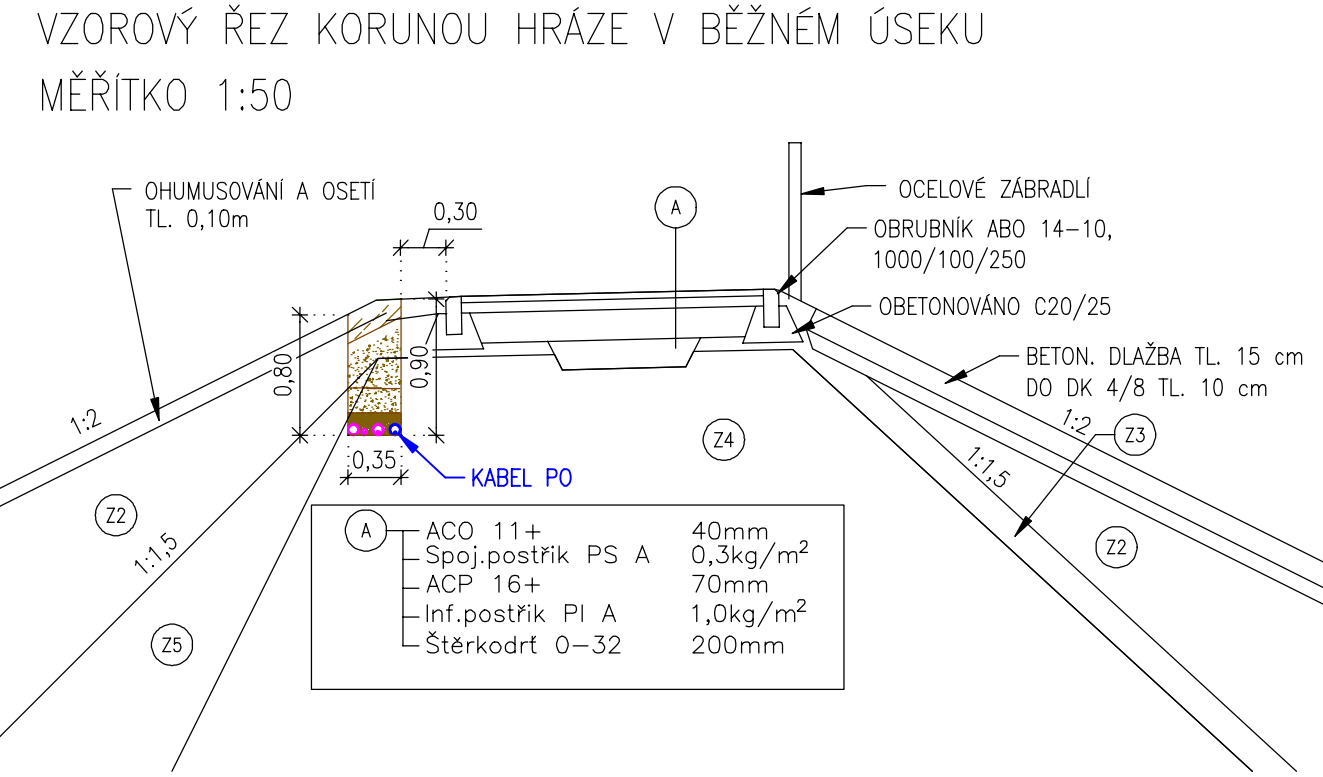 VZOROVÝ ŘEZ KORUNOU HRÁZE V BĚŽNÉM ÚSEKU
MĚŘÍTKO 1:50
OHUMUSOVÁNÍ A OSETÍ
TL. 0,10m
0,30
A
OCELOVÉ ZÁBRADLÍ
OBRUBNÍK ABO 14-10,
1000/100/250
OBETONOVÁNO C20/25
BETON. DLAŽBA TL. 15 cm
DO DK 4/8 TL. 10 cm
0,80
0,90
1:2
1:2
Z3
Z4
1:1,5
0,35
KABEL PO
Z2
1:1,5
Z2
Z5
A
ACO 11+ 40mm
Spoj.postřik PS A 0,3kg/m²
ACP 16+ 70mm
Inf.postřik PI A 1,0kg/m²
Štěrkodrť 0-32 200mm